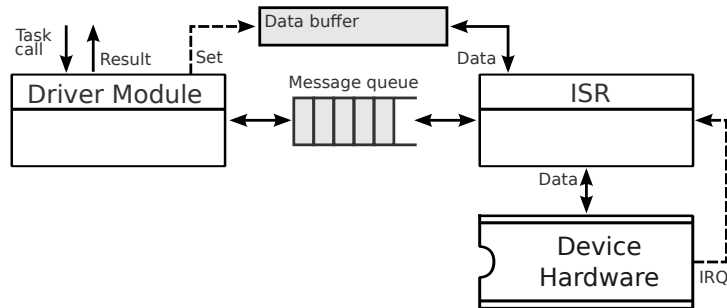 Task
call
Result
Set
Data buffer
Data
Driver Module
Message queue
ISR
Data
Device
Hardware
IRQ